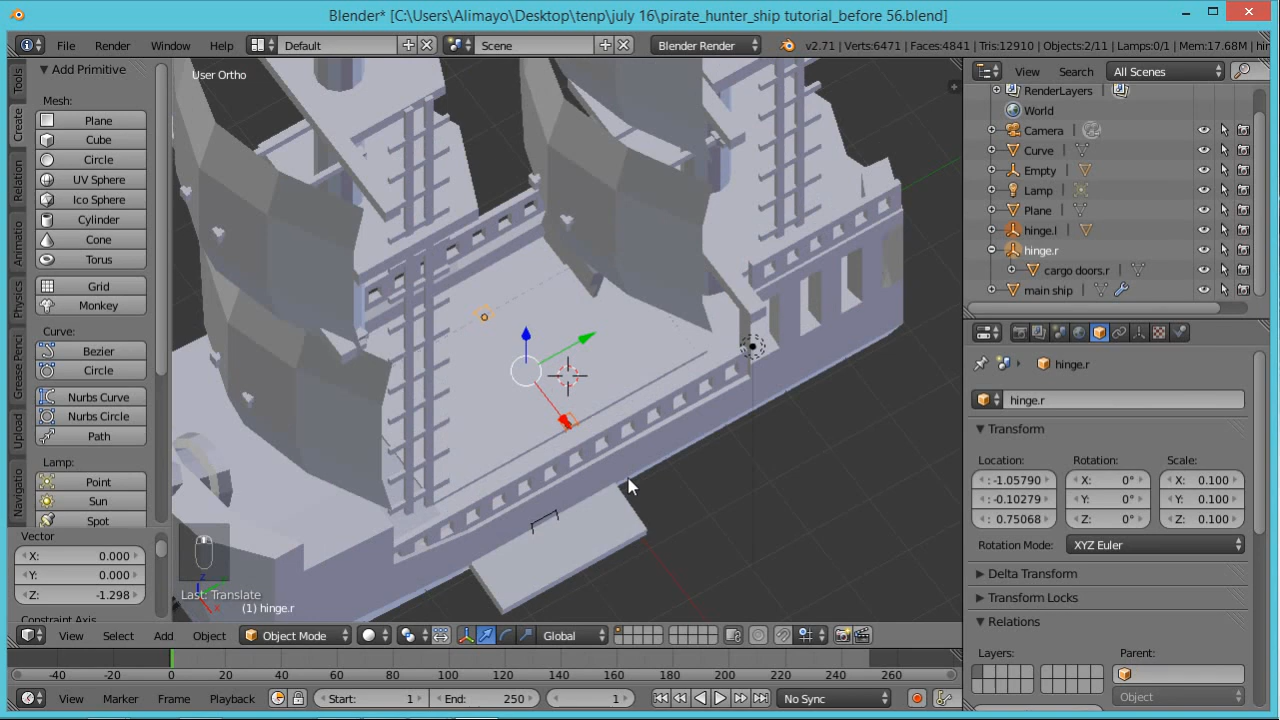 Blender* [C:\Users\Alimayo\Desktop\tenp\july 16\pirate_hunter_ship tutorial_before 56.blend]
File Render Window Help Default Scene Blender Render v2.71 | Verts:6471 | Faces:4841 | Tris:12910 | Objects:2/11 | Lamps:0/1 | Mem:17.68M | hin
Tools
Create
Relation
Animatio
Physics
Grease Penci
Upload
Navigatio
Add Primitive
Mesh:
Plane
Cube
Circle
UV Sphere
Ico Sphere
Cylinder
Cone
Torus
Grid
Monkey
Curve:
Bezier
Circle
Nurbs Curve
Nurbs Circle
Path
Lamp:
Point
Sun
Spot
Vector
X: 0.000
Y: 0.000
Z: -1.298
Constraint Axis
User Ortho
Last: Translate
(1) hinge.r
z
x
View Select Add Object Object Mode Global
-40 -20 0 20 40 60 80 100 120 140 160 180 200 220 240 260
View Marker Frame Playback Start: 1 End: 250 1 No Sync
View Search All Scenes
RenderLayers
World
Camera
Curve
Empty
Lamp
Plane
hinge.l
hinge.r
cargo doors.r
main ship
hinge.r
hinge.r
Transform
Location: Rotation: Scale:
: -1.05790 X: 0° X: 0.100
: -0.10279 Y: 0° Y: 0.100
: 0.75068 Z: 0° Z: 0.100
Rotation Mode: XYZ Euler
Delta Transform
Transform Locks
Relations
Layers: Parent:
Object